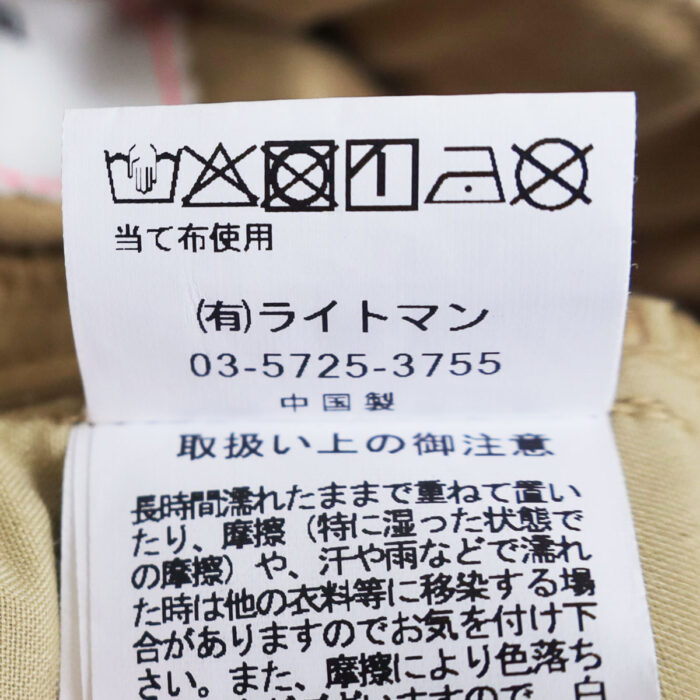 当て布使用
(有)ライトマン
03-5725-3755
中国製
取扱い上の御注意
長時間濡れたままで重ねて置い
たり、摩擦（特に湿った状態で
の摩擦）や、汗や雨などで濡れ
た時は他の衣料等に移染する場
合がありますのでお気を付け下
さい。また、摩擦により色落ち
ますので、白